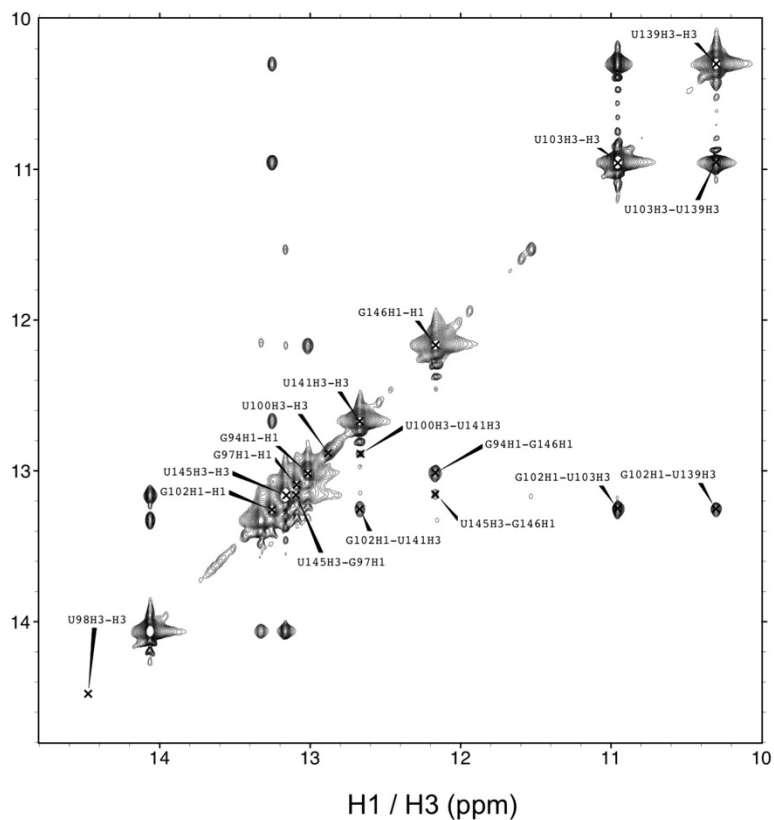 10
U139H3-H3
11
U103H3-H3
U103H3-U139H3
12
G146H1-H1
U141H3-H3
U100H3-H3
U100H3-U141H3
G94H1-H1
G94H1-G146H1
G97H1-H1
13
U145H3-H3
G102H1-U103H1
G102H1-U139H3
G102H1-H1
U145H3-G146H1
G102H1-U141H3
U145H3-G97H1
14
U98H3-H3
14
13
12
11
10
H1 / H3 (ppm)